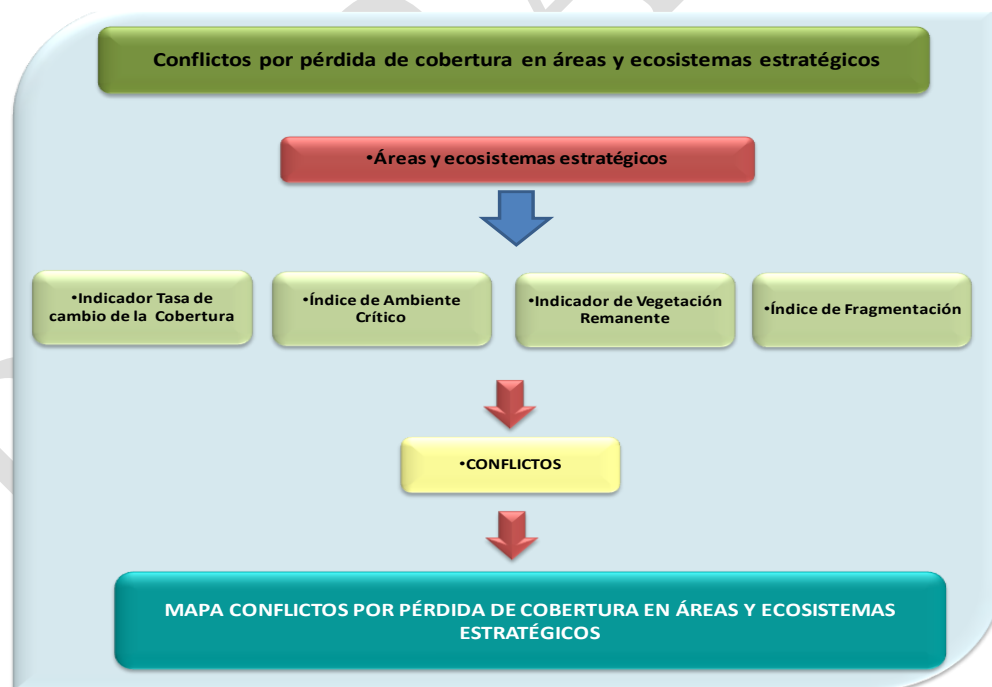 Conflictos por pérdida de cobertura en áreas y ecosistemas estratégicos
•Áreas y ecosistemas estratégicos
•Indicador Tasa de
cambio de la Cobertura
•Índice de Ambiente
Crítico
•Indicador de Vegetación
Remanente
•Índice de Fragmentación
•CONFLICTOS
MAPA CONFLICTOS POR PÉRDIDA DE COBERTURA EN ÁREAS Y ECOSISTEMAS
ESTRATÉGICOS